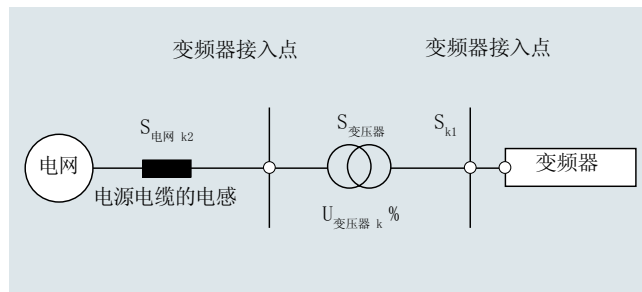 变频器接入点
变频器接入点
S电网 k2
S变压器
S k1
电网
变频器
电源电缆的电感
U变压器 k %